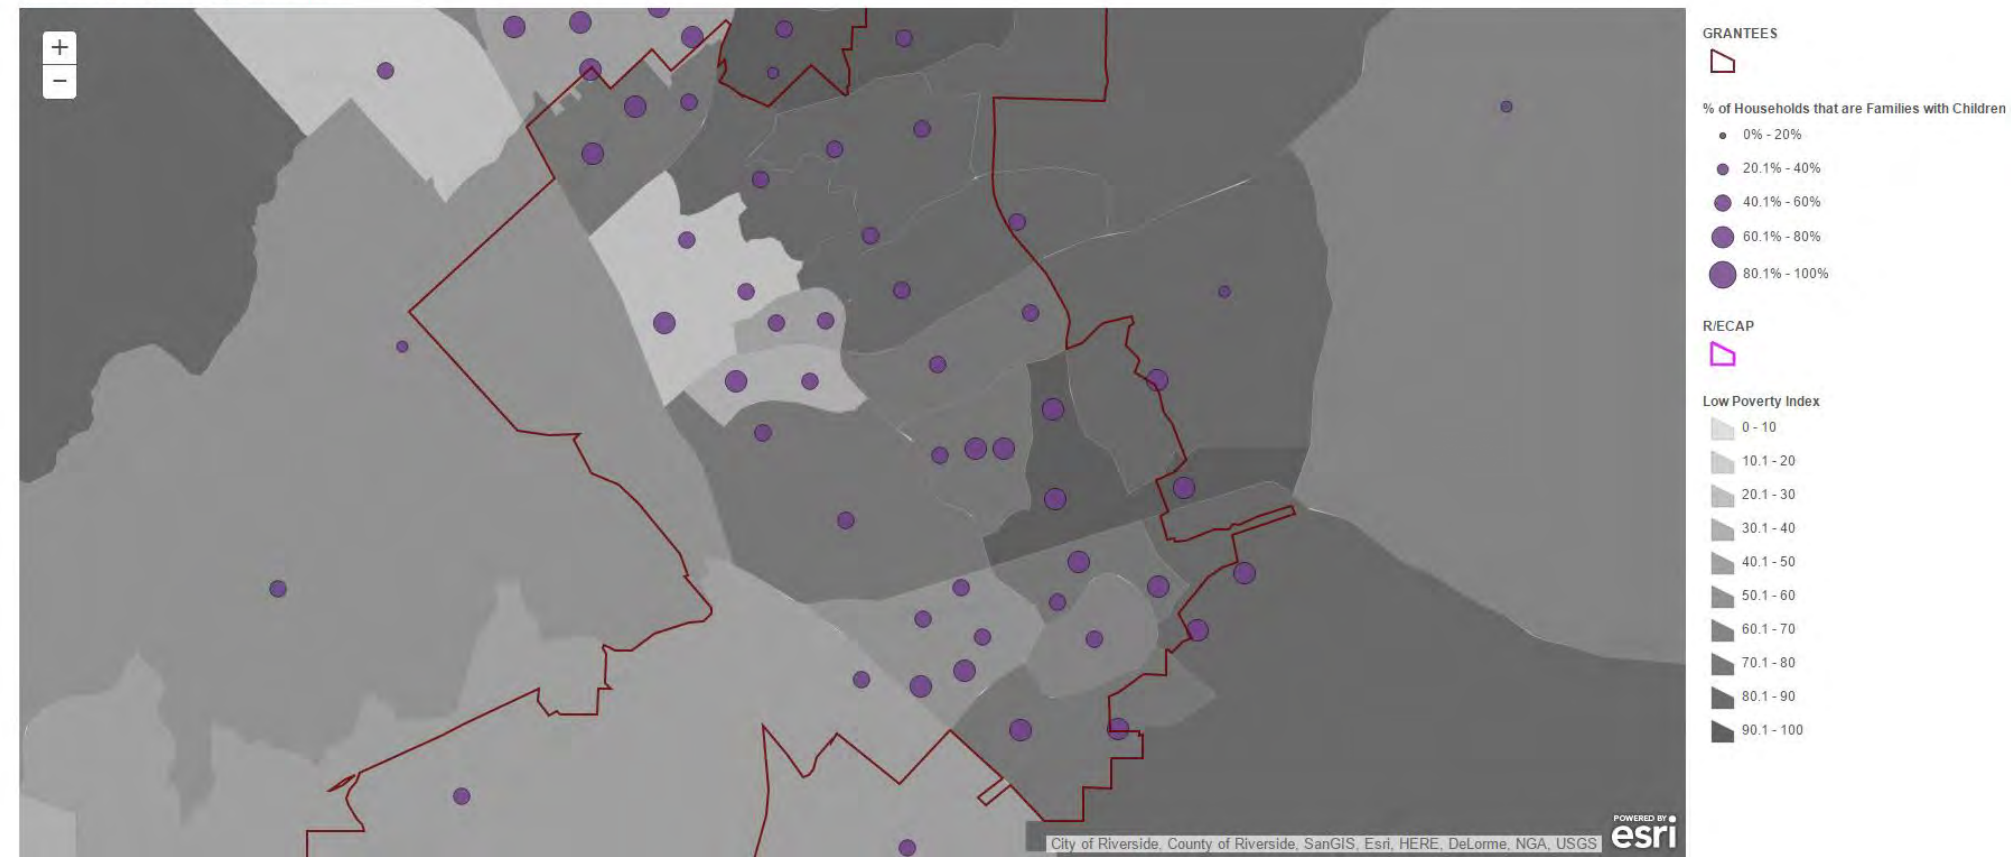 +
−
GRANTEES
% of Households that are Families with Children
0% - 20%
20.1% - 40%
40.1% - 60%
60.1% - 80%
80.1% - 100%
R/ECAP
Low Poverty Index
0 - 10
10.1 - 20
20.1 - 30
30.1 - 40
40.1 - 50
50.1 - 60
60.1 - 70
70.1 - 80
80.1 - 90
90.1 - 100
POWERED BY
esri
City of Riverside, County of Riverside, SanGIS, Esri, HERE, DeLorme, NGA, USGS